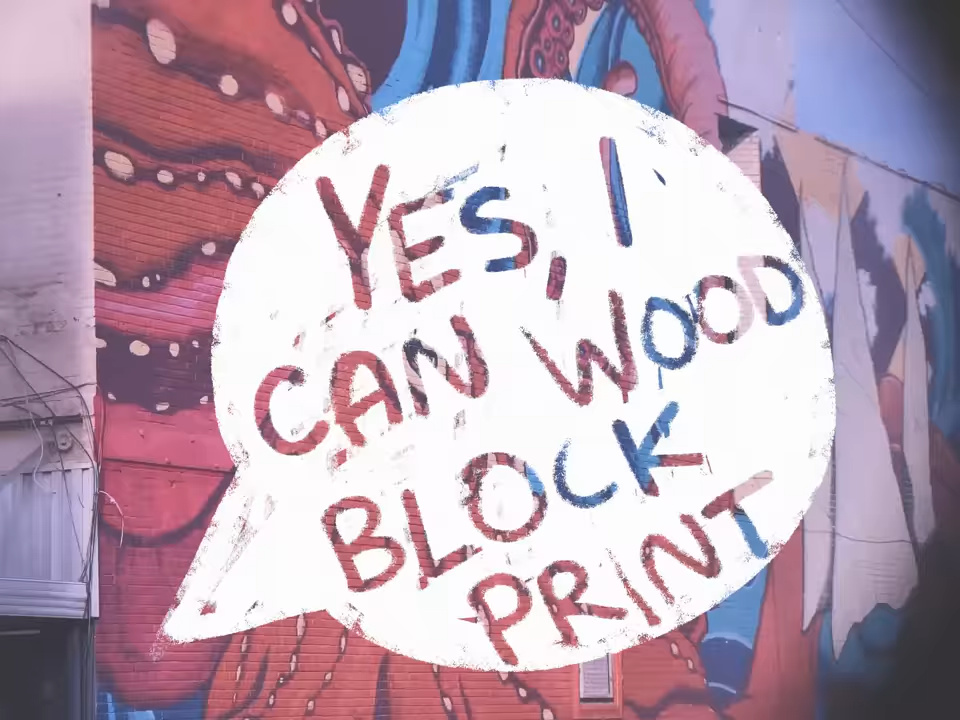 YES, I
CAN WOOD
BLOCK
PRINT